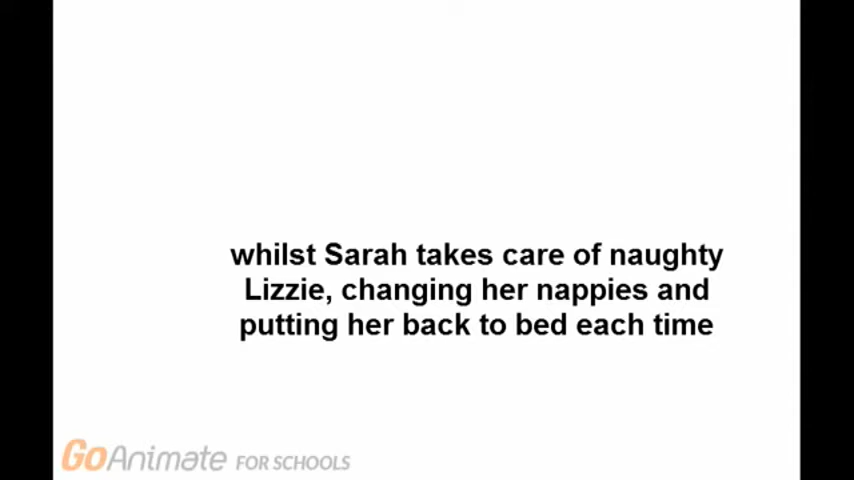 whilst Sarah takes care of naughty
Lizzie, changing her nappies and
putting her back to bed each time
GoAnimate FOR SCHOOLS